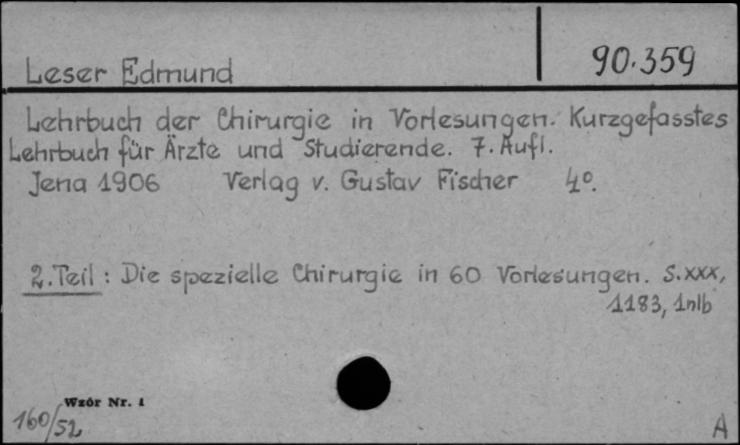 Leser Edmund
90.359
Lehrbuch der Chirurgie in Vorlesungen. Kurzgefasstes
Lehrbuch für Ärzte und Studierende. 7. Aufl.
Jena 1906 Verlag v. Gustav Fischer 4°.
2. Teil: Die spezielle Chirurgie in 60 Vorlesungen. S. XXX,
1183, 1nlb
Wzór Nr. 1
160/52
A